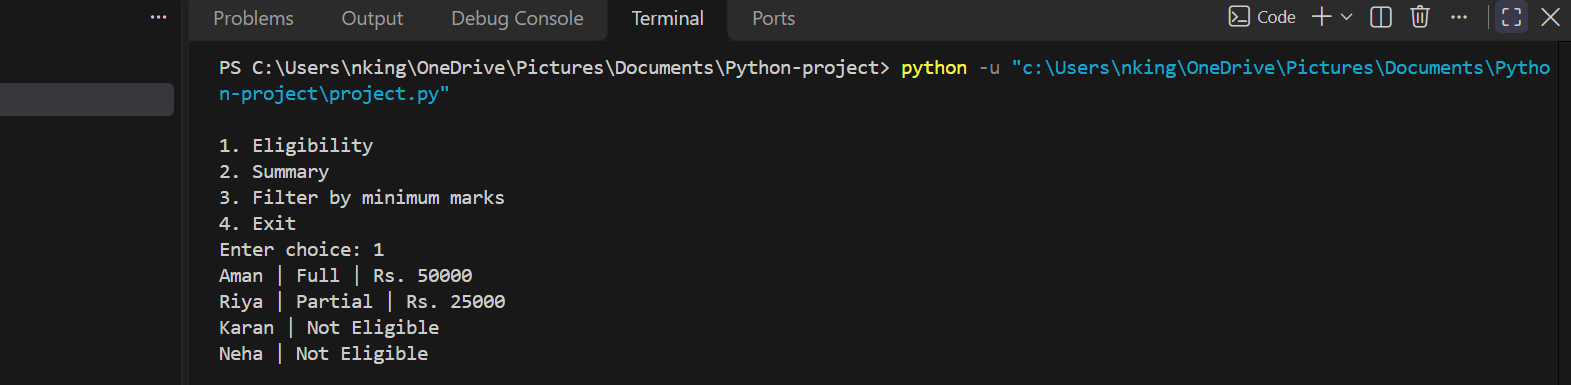 Problems Output Debug Console Terminal Ports Code
PS C:\Users\nking\OneDrive\Pictures\Documents\Python-project> python -u "c:\Users\nking\OneDrive\Pictures\Documents\Pytho
n-project\project.py"
1. Eligibility
2. Summary
3. Filter by minimum marks
4. Exit
Enter choice: 1
Aman | Full | Rs. 50000
Riya | Partial | Rs. 25000
Karan | Not Eligible
Neha | Not Eligible